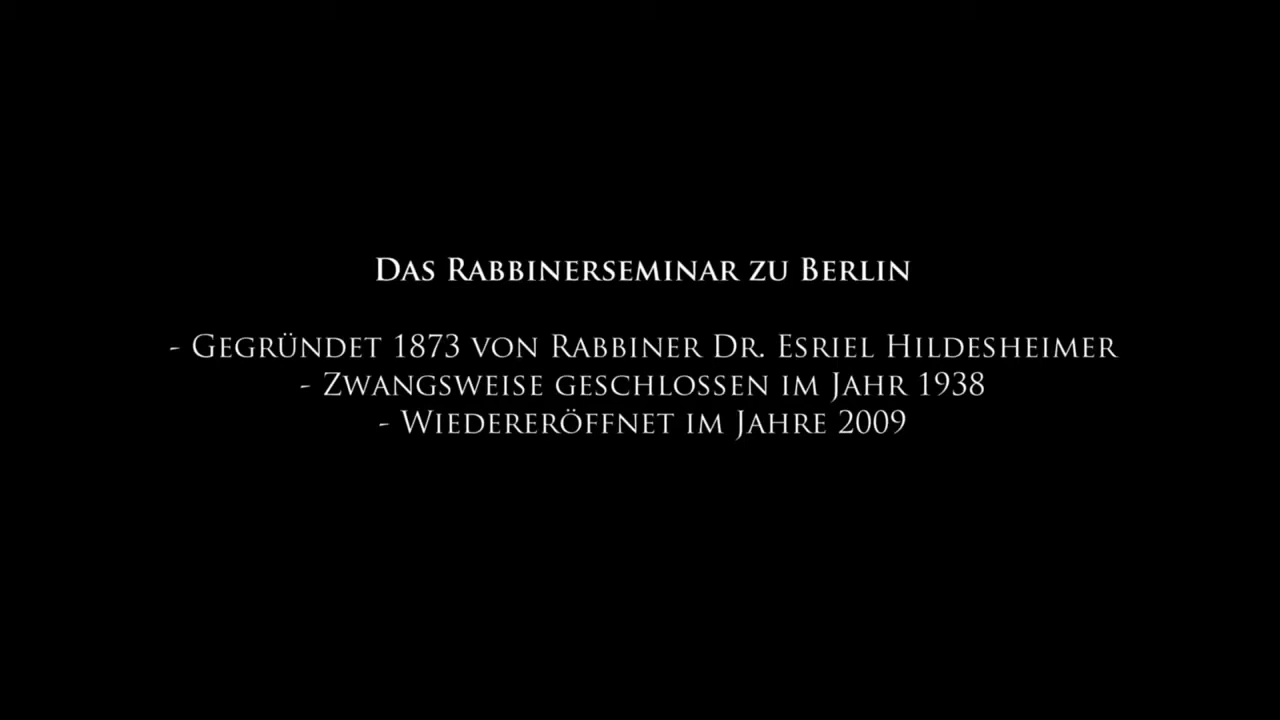 Das Rabbinerseminar zu Berlin
- Gegründet 1873 von Rabbiner Dr. Esriel Hildesheimer
- Zwangsweise geschlossen im Jahr 1938
- Wiedereröffnet im Jahre 2009